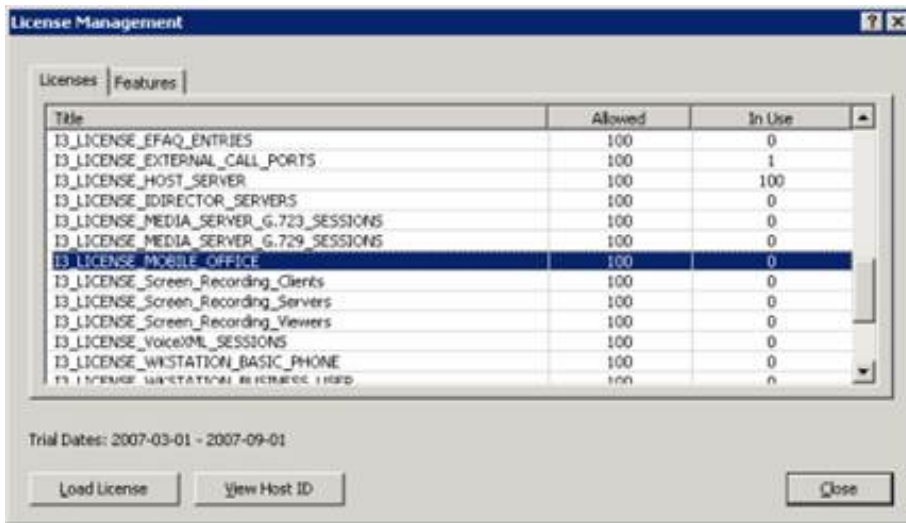 License Management
Licenses Features
Title Allowed In Use
I3_LICENSE_EFAQ_ENTRIES 100 0
I3_LICENSE_EXTERNAL_CALL_PORTS 100 1
I3_LICENSE_HOST_SERVER 100 100
I3_LICENSE_IDIRECTOR_SERVERS 100 0
I3_LICENSE_MEDIA_SERVER_G.723_SESSIONS 100 0
I3_LICENSE_MEDIA_SERVER_G.729_SESSIONS 100 0
I3_LICENSE_MOBILE_OFFICE 100 0
I3_LICENSE_Screen_Recording_Clients 100 0
I3_LICENSE_Screen_Recording_Servers 100 0
I3_LICENSE_Screen_Recording_Viewers 100 0
I3_LICENSE_VoiceXML_SESSIONS 100 0
I3_LICENSE_WKSTATION_BASIC_PHONE 100 0
I3_LICENSE_WKSTATION_BUSINESS_USER 100 0
Trial Dates: 2007-03-01 - 2007-09-01
Load License View Host ID Close